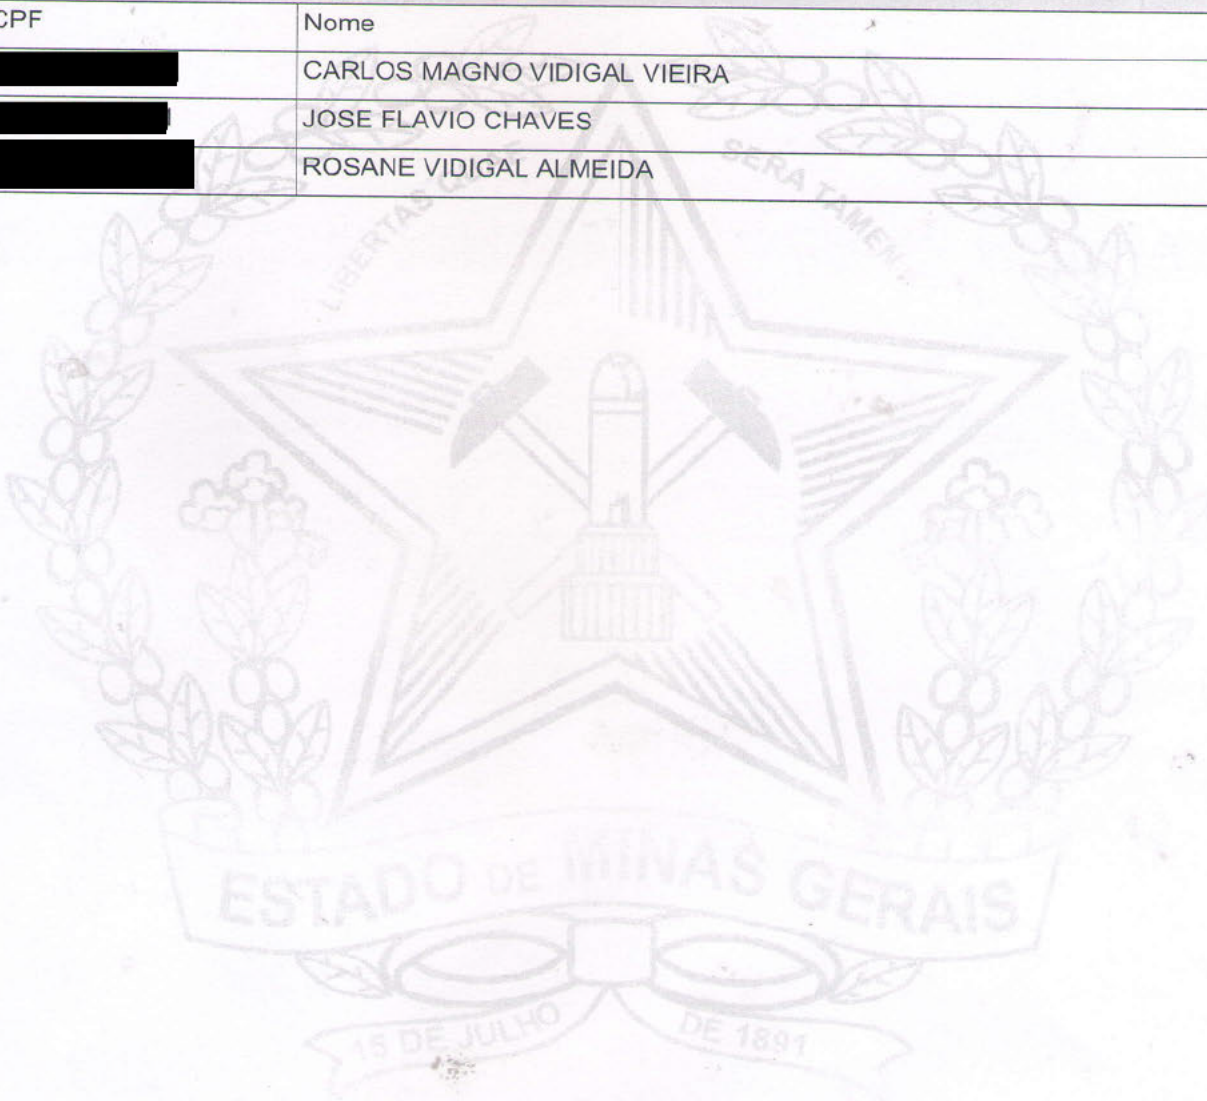 CPF Nome
CARLOS MAGNO VIDIGAL VIEIRA
JOSE FLAVIO CHAVES
ROSANE VIDIGAL ALMEIDA
LIBERTAS QUAE SERA TAMEN
ESTADO DE MINAS GERAIS
15 DE JULHO DE 1891